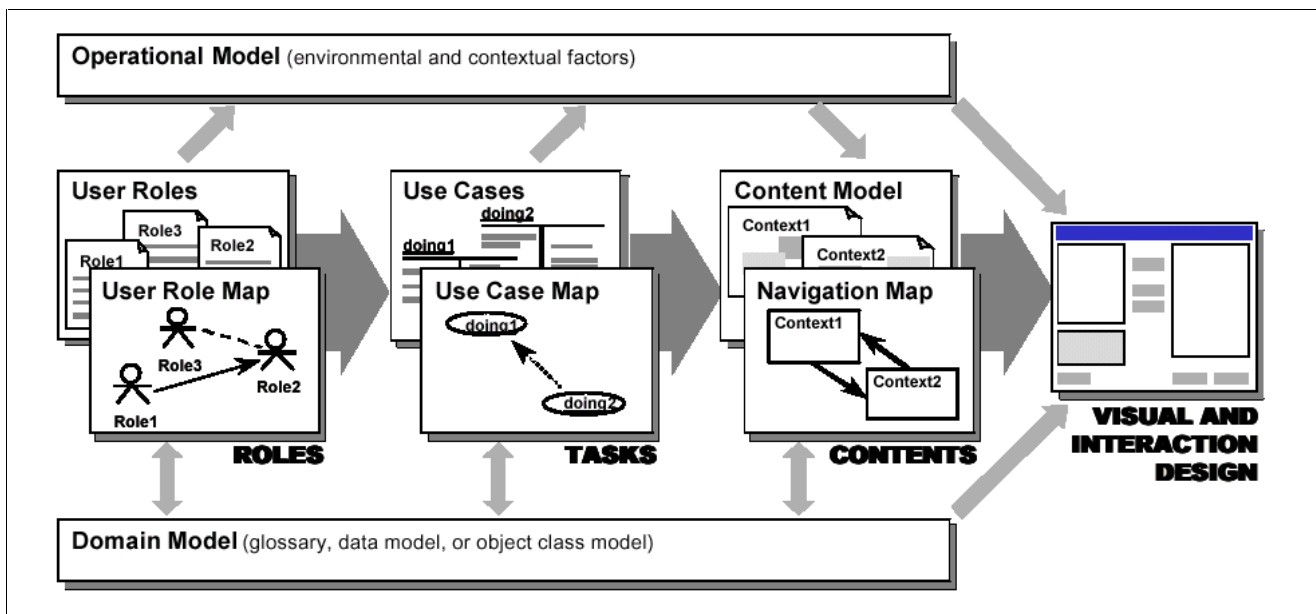 Operational Model (environmental and contextual factors)
User Roles
Role3
Role2
Role1
User Role Map
Role3
Role2
Role1
ROLES
Use Cases
doing2
doing1
Use Case Map
doing1
doing2
TASKS
Content Model
Context1
Context2
Navigation Map
Context1
Context2
CONTENTS
VISUAL AND
INTERACTION
DESIGN
Domain Model (glossary, data model, or object class model)